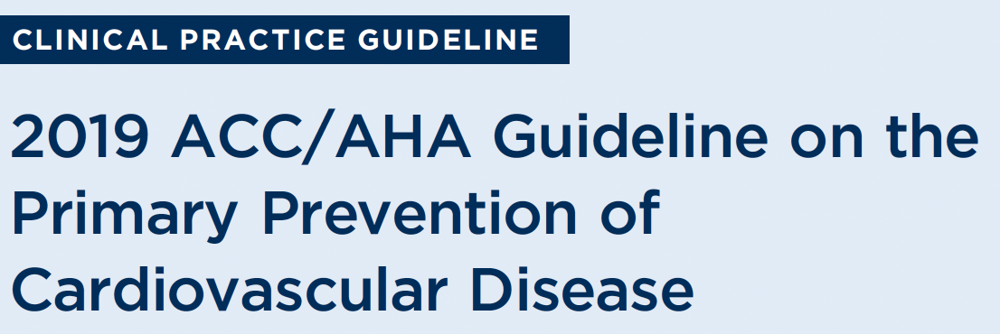 CLINICAL PRACTICE GUIDELINE
2019 ACC/AHA Guideline on the
Primary Prevention of
Cardiovascular Disease